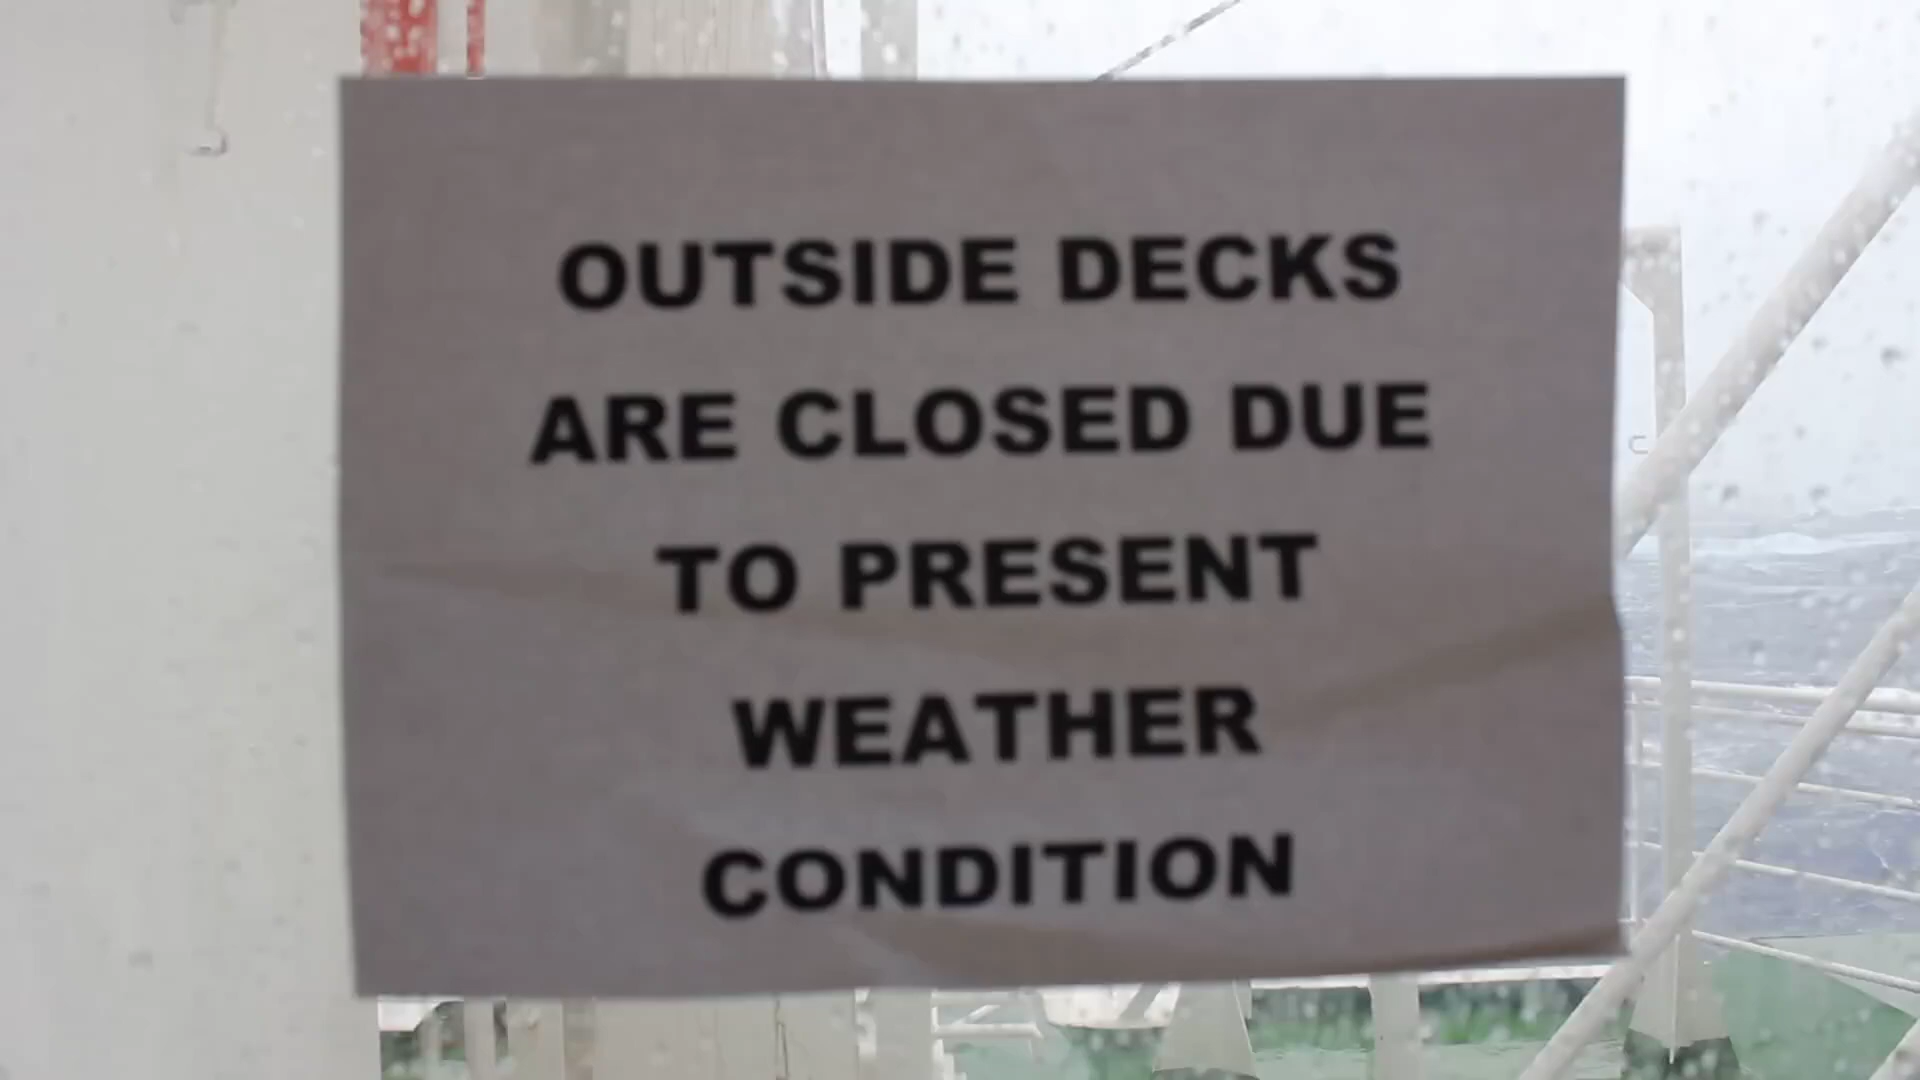 OUTSIDE DECKS
ARE CLOSED DUE
TO PRESENT
WEATHER
CONDITION